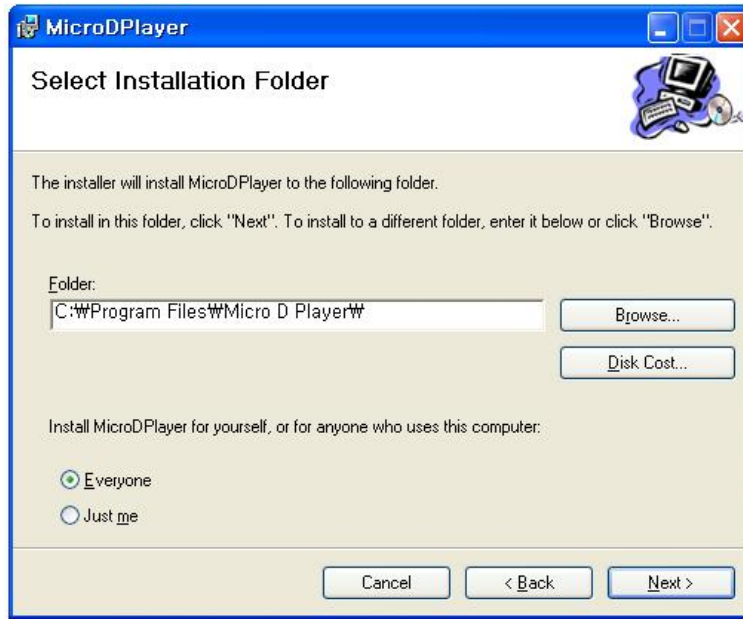 MicroDPlayer
Select Installation Folder
The installer will install MicroDPlayer to the following folder.
To install in this folder, click "Next". To install to a different folder, enter it below or click "Browse".
Folder:
C:₩Program Files₩Micro D Player₩
Browse...
Disk Cost...
Install MicroDPlayer for yourself, or for anyone who uses this computer:
Everyone
Just me
Cancel
< Back
Next >